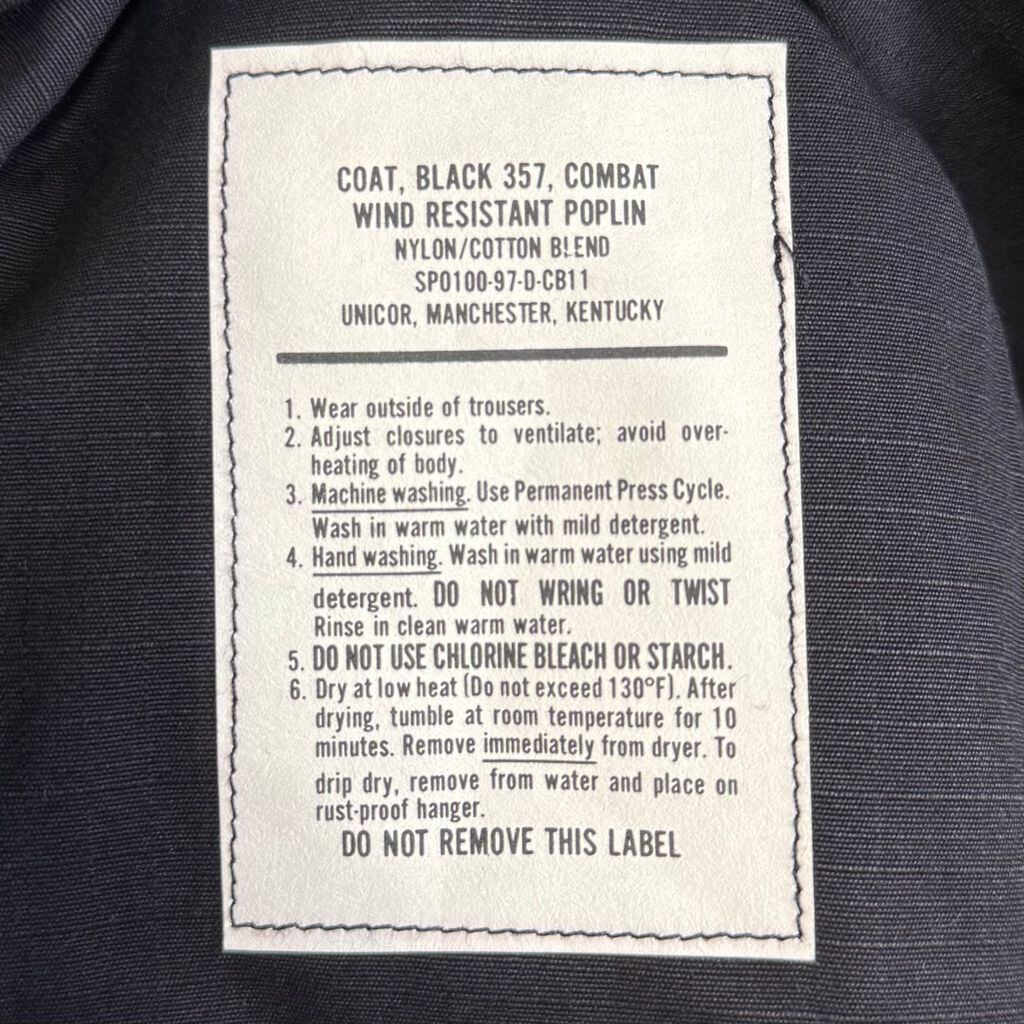 COAT, BLACK 357, COMBAT
WIND RESISTANT POPLIN
NYLON/COTTON BLEND
SPO100-97-D-CB11
UNICOR, MANCHESTER, KENTUCKY
1. Wear outside of trousers.
2. Adjust closures to ventilate; avoid over-
heating of body.
3. Machine washing. Use Permanent Press Cycle.
Wash in warm water with mild detergent.
4. Hand washing. Wash in warm water using mild
detergent. DO NOT WRING OR TWIST
Rinse in clean warm water.
5. DO NOT USE CHLORINE BLEACH OR STARCH.
6. Dry at low heat (Do not exceed 130°F). After
drying, tumble at room temperature for 10
minutes. Remove immediately from dryer. To
drip dry, remove from water and place on
rust-proof hanger.
DO NOT REMOVE THIS LABEL